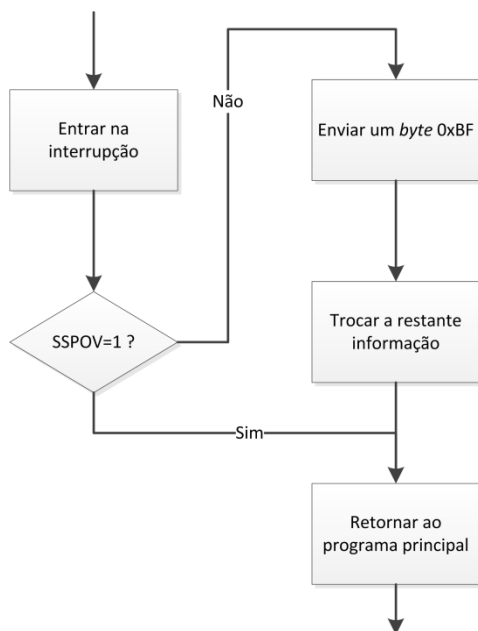 Entrar na
interrupção
SSPOV=1 ?
Não
Enviar um byte 0xBF
Trocar a restante
informação
Sim
Retornar ao
programa principal